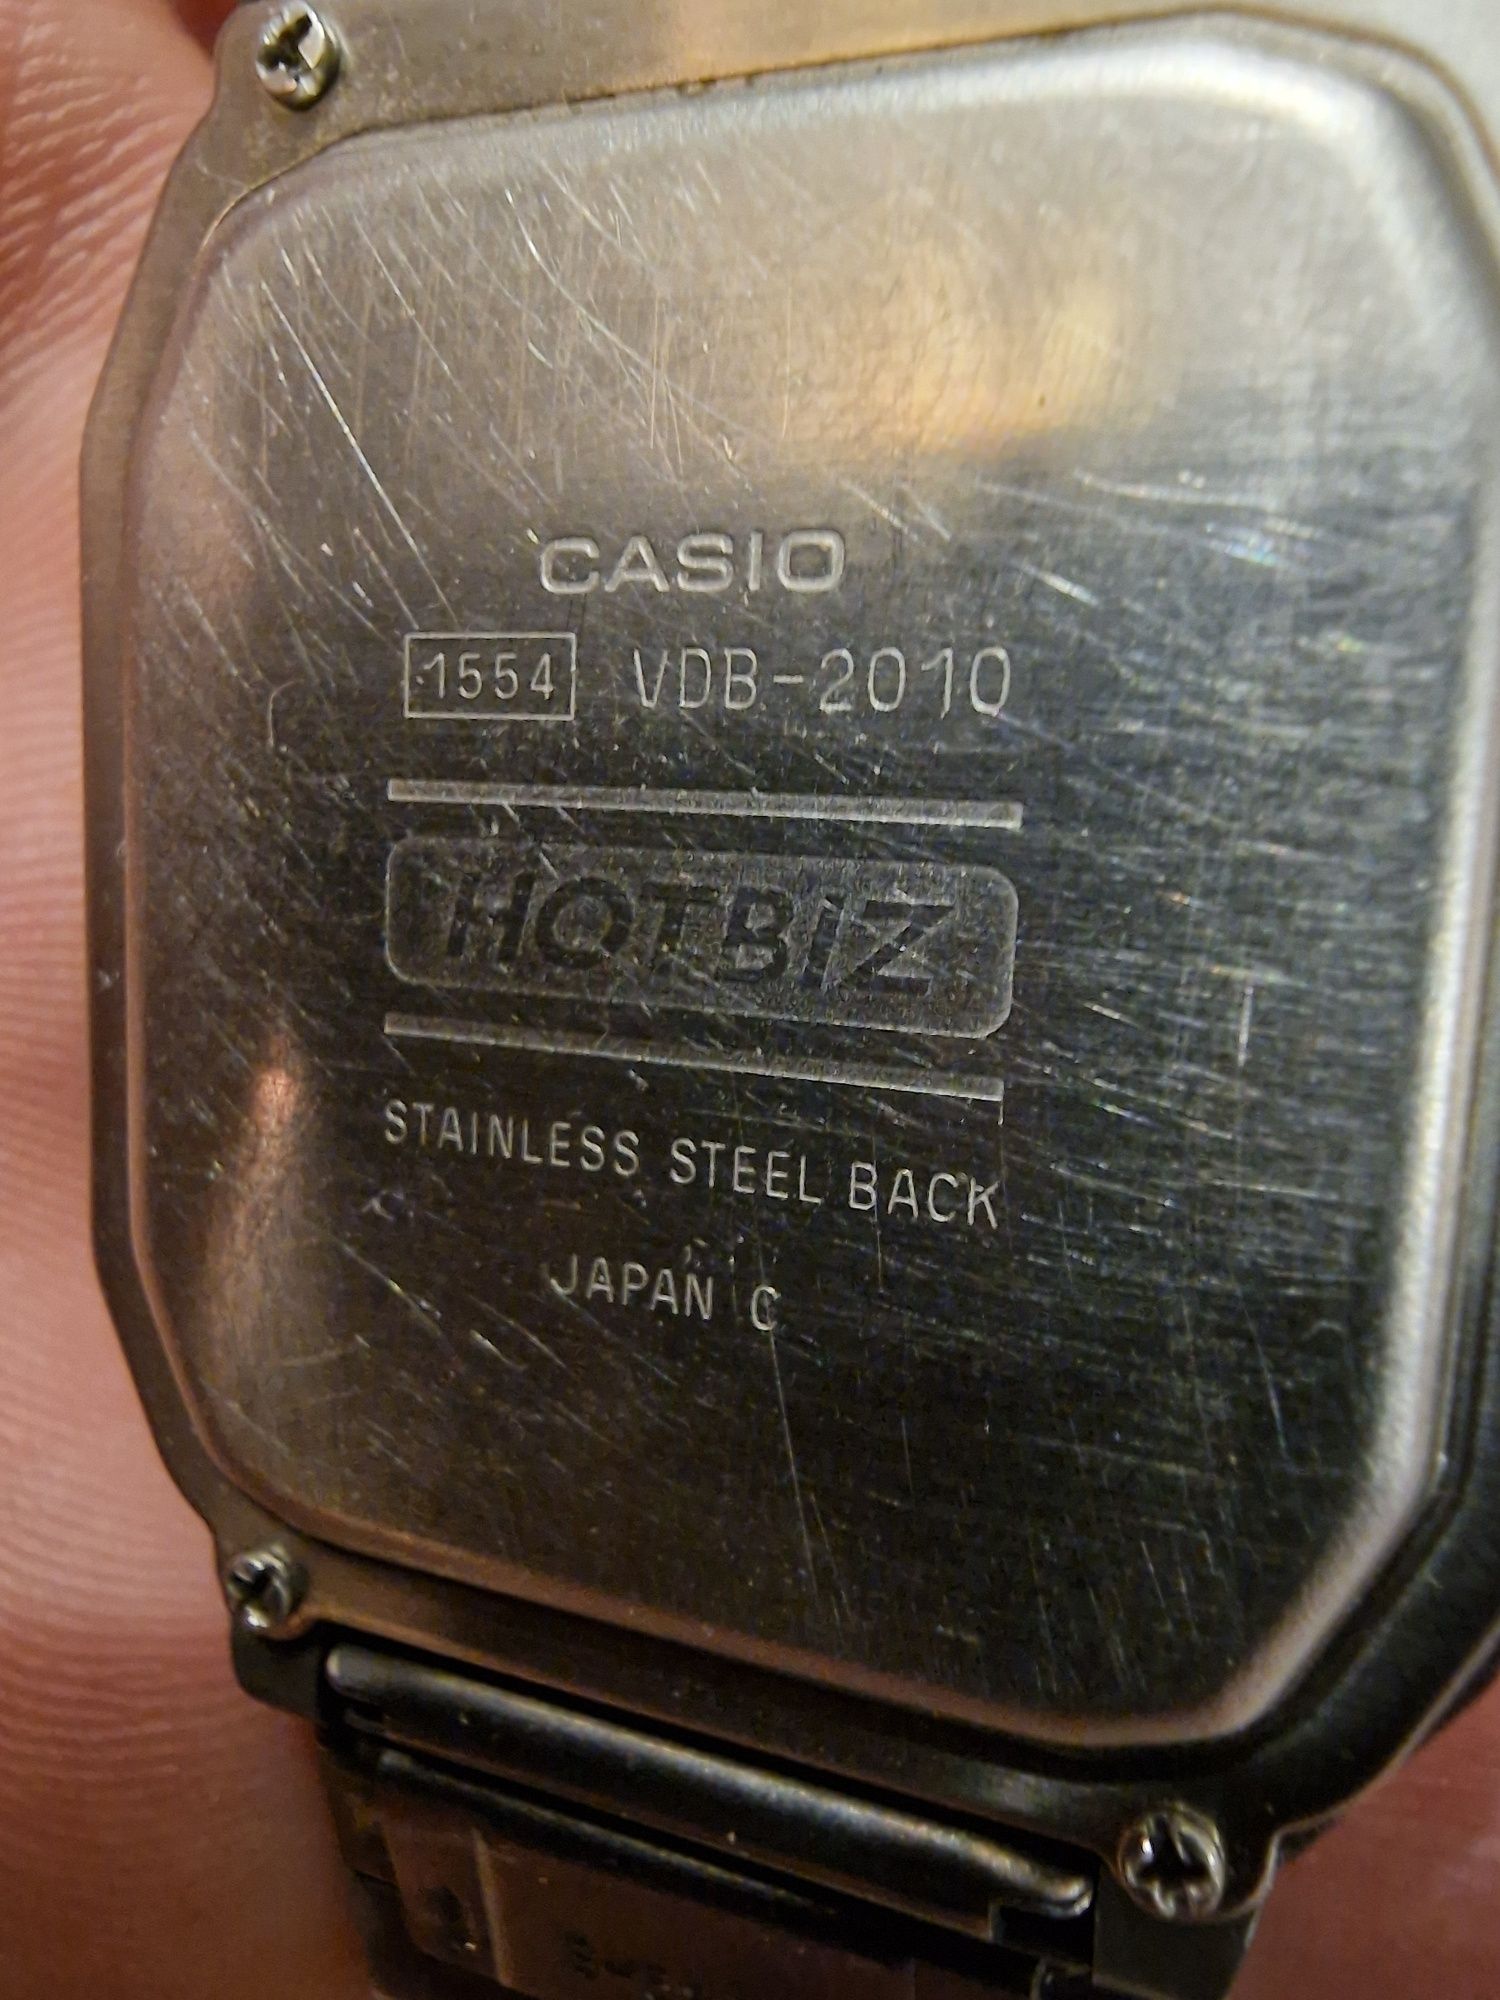 CASIO
1554 VDB-2010
HOTBIZ
STAINLESS STEEL BACK
JAPAN C